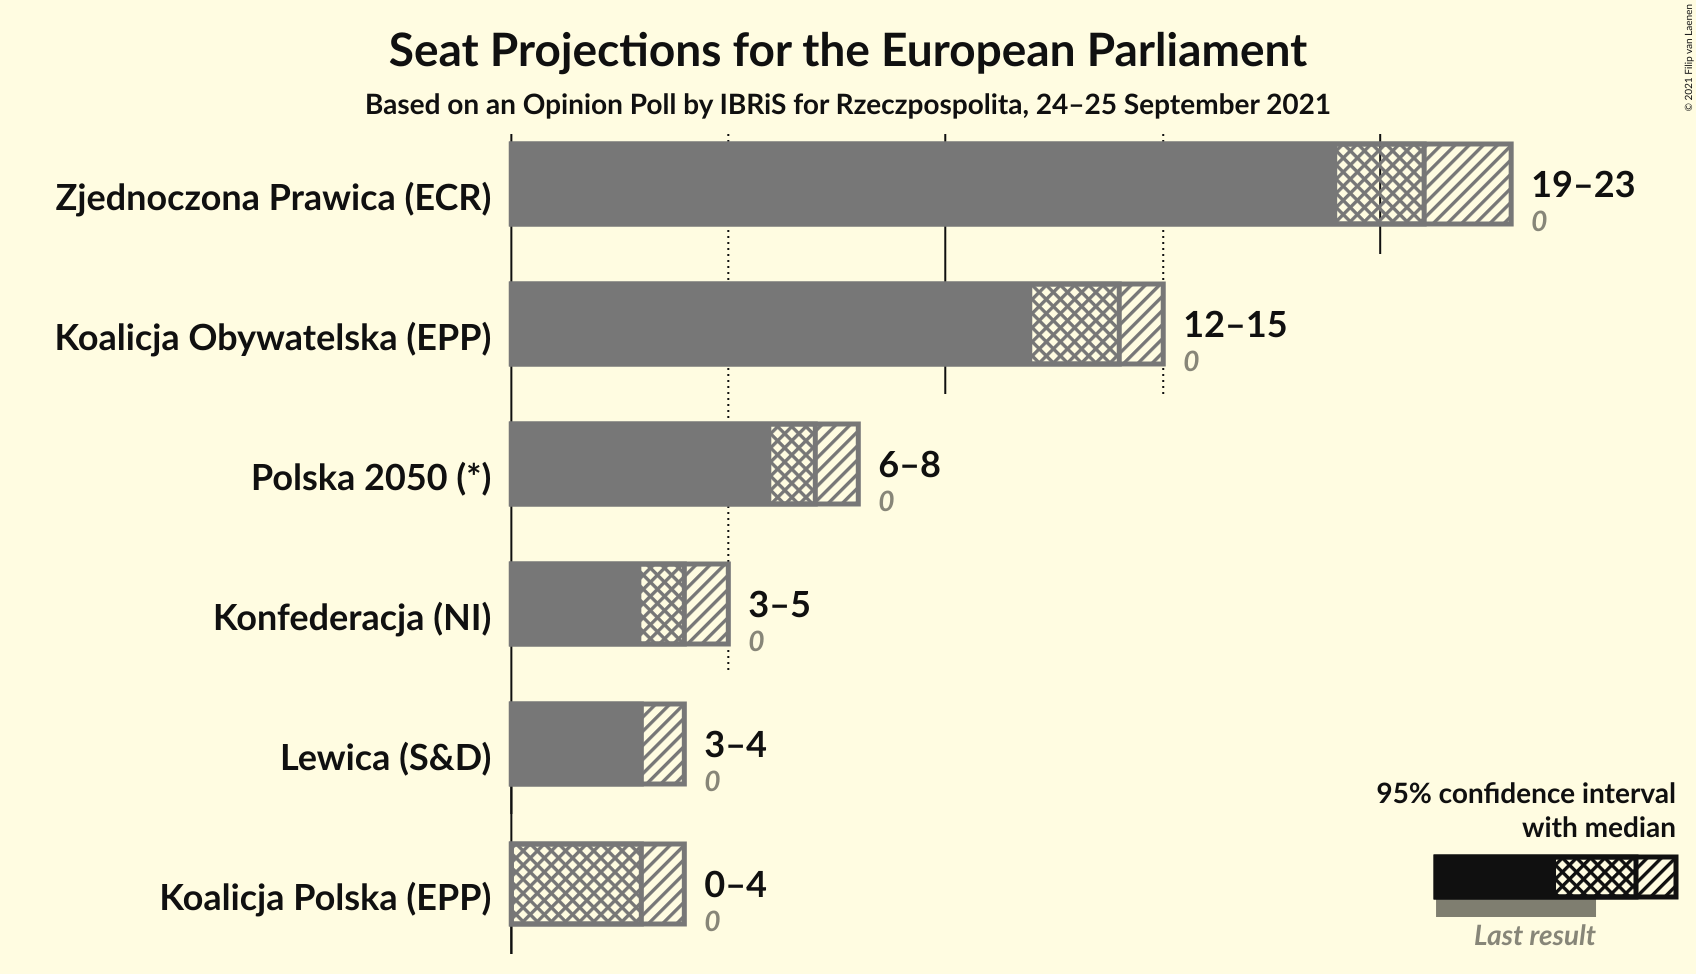 Seat Projections for the European Parliament
Based on an Opinion Poll by IBRiS for Rzeczpospolita, 24–25 September 2021
© 2021 Filip van Laenen
Zjednoczona Prawica (ECR)
19–23
0
Koalicja Obywatelska (EPP)
12–15
0
Polska 2050 (*)
6–8
0
Konfederacja (NI)
3–5
0
Lewica (S&D)
3–4
0
Koalicja Polska (EPP)
0–4
0
95% confidence interval
with median
Last result